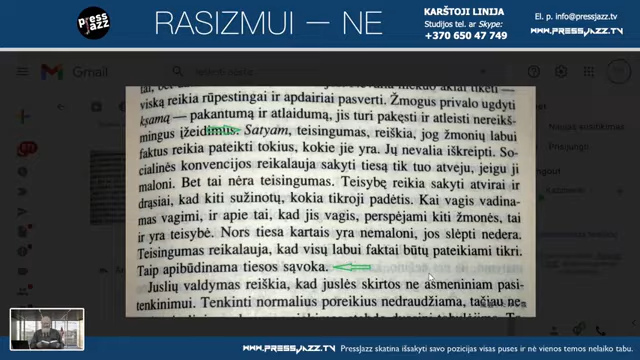 press jazz
RASIZMUI – NE
KARŠTOJI LINIJA
Studijos tel. ar Skype:
+370 650 47 749
El. p. info@pressjazz.tv
www.PRESSJAZZ.TV
Gmail
viską reikia rūpestingai ir apdairiai pasverti. Žmogus privalo ugdyti
kṣamą — pakantumą ir atlaidumą, jis turi pakęsti ir atleisti nereikš-
mingus įžeidimus. Satyam, teisingumas, reiškia, jog žmonių labui
faktus reikia pateikti tokius, kokie jie yra. Jų nevalia iškreipti. So-
cialinės konvencijos reikalauja sakyti tiesą tik tuo atveju, jeigu ji
maloni. Bet tai nėra teisingumas. Teisybę reikia sakyti atvirai ir
drąsiai, kad kiti sužinotų, kokia tikroji padėtis. Kai vagis vadina-
mas vagimi, ir apie tai, kad jis vagis, perspėjami kiti žmonės, tai
ir yra teisybė. Nors tiesa kartais yra nemaloni, jos slėpti nedera.
Teisingumas reikalauja, kad visų labui faktai būtų pateikiami tikri.
Taip apibūdinama tiesos sąvoka.
Juslių valdymas reiškia, kad juslės skirtos ne asmeniniam pasi-
tenkinimui. Tenkinti normalius poreikius nedraudžiama, tačiau ne
Prisijungo
www.PRESSJAZZ.TV PressJazz skatina išsakyti savo pozicijas visas puses ir nė vienos temos nelaiko tabu.